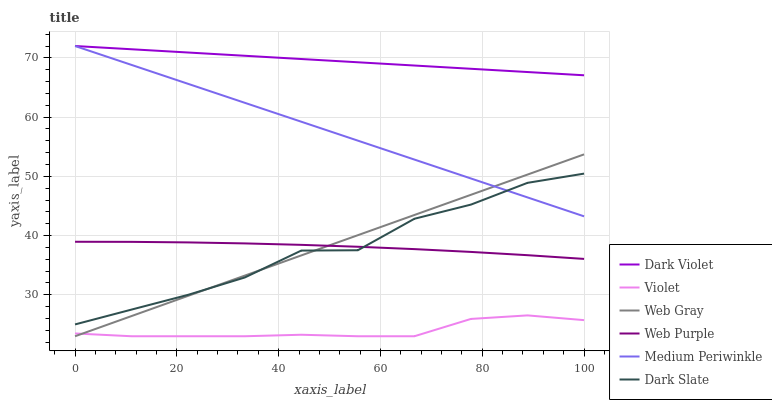 title
yaxis_label
70
60
50
40
30
0 20 40 60 80 100
xaxis_label
Dark Violet
Violet
Web Gray
Web Purple
Medium Periwinkle
Dark Slate